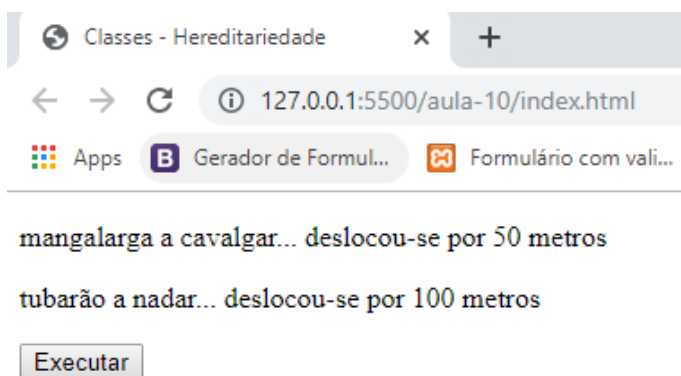 Classes - Hereditariedade
127.0.0.1:5500/aula-10/index.html
Apps B Gerador de Formul... Formulário com vali...
mangalarga a cavalgar... deslocou-se por 50 metros
tubarão a nadar... deslocou-se por 100 metros
Executar